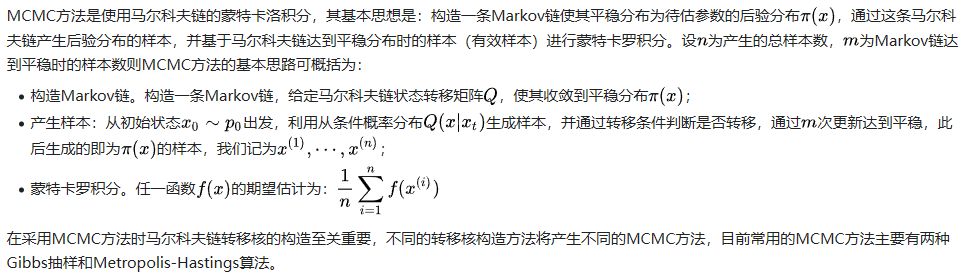 MCMC方法是使用马尔科夫链的蒙特卡洛积分，其基本思想是：构造一条Markov链使其平稳分布为待估参数的后验分布π(x)，通过这条马尔科
夫链产生后验分布的样本，并基于马尔科夫链达到平稳分布时的样本（有效样本）进行蒙特卡罗积分。设n为产生的总样本数，m为Markov链达
到平稳时的样本数则MCMC方法的基本思路可概括为：
• 构造Markov链。构造一条Markov链，给定马尔科夫链状态转移矩阵Q，使其收敛到平稳分布π(x)；
• 产生样本：从初始状态x₀ ∼ p₀出发，利用从条件概率分布Q(x|xₜ)生成样本，并通过转移条件判断是否转移，通过m次更新达到平稳，此
后生成的即为π(x)的样本，我们记为x⁽¹⁾, ⋯, x⁽ⁿ⁾；
• 蒙特卡罗积分。任一函数f(x)的期望估计为：$\frac{1}{n}\sum_{i=1}^{n} f(x^{(i)})$
在采用MCMC方法时马尔科夫链转移核的构造至关重要，不同的转移核构造方法将产生不同的MCMC方法，目前常用的MCMC方法主要有两种
Gibbs抽样和Metropolis-Hastings算法。